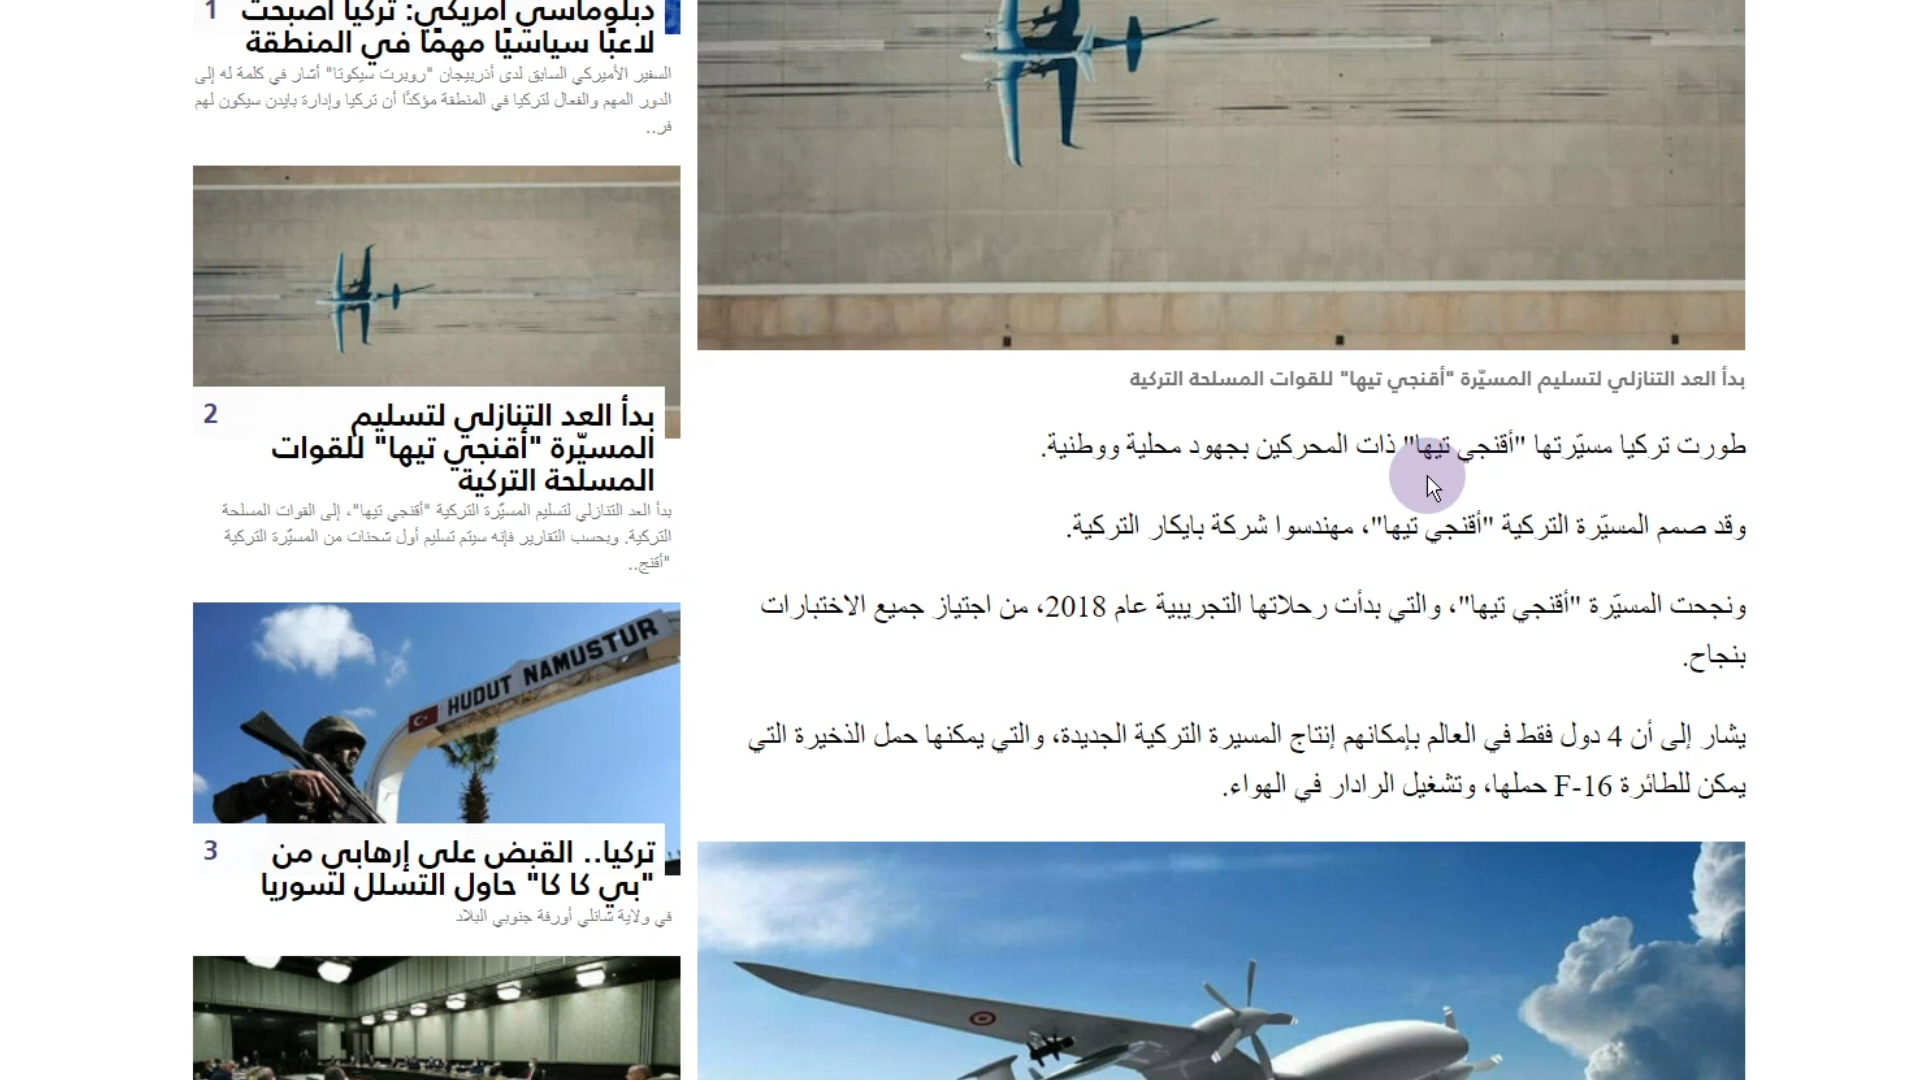 بدأ العد التنازلي لتسليم المسيّرة "أقنجي تيها" للقوات المسلحة التركية
طورت تركيا مسيّرتها "أقنجي تيها" ذات المحركين بجهود محلية ووطنية.
وقد صمم المسيّرة التركية "أقنجي تيها"، مهندسوا شركة بايكار التركية.
ونجحت المسيّرة "أقنجي تيها"، والتي بدأت رحلاتها التجريبية عام 2018، من اجتياز جميع الاختبارات
بنجاح.
يشار إلى أن 4 دول فقط في العالم بإمكانهم إنتاج المسيرة التركية الجديدة، والتي يمكنها حمل الذخيرة التي
يمكن للطائرة F-16 حملها، وتشغيل الرادار في الهواء.
1
دبلوماسي أمريكي: تركيا أصبحت
لاعبًا سياسيًا مهمًا في المنطقة
السفير الأميركي السابق لدى أذربيجان "روبرت سيكوتا" أشار في كلمة له إلى
الدور المهم والفعال لتركيا في المنطقة مؤكدًا أن تركيا وإدارة بايدن سيكون لهم
فر..
2
بدأ العد التنازلي لتسليم
المسيّرة "أقنجي تيها" للقوات
المسلحة التركية
بدأ العد التنازلي لتسليم المسيّرة التركية "أقنجي تيها"، إلى القوات المسلحة
التركية. وبحسب التقارير فإنه سيتم تسليم أول شحنات من المسيّرة التركية
"أقنج..
HUDUT NAMUSTUR
3
تركيا.. القبض على إرهابي من
"بي كا كا" حاول التسلل لسوريا
في ولاية شانلي أورفة جنوبي البلاد